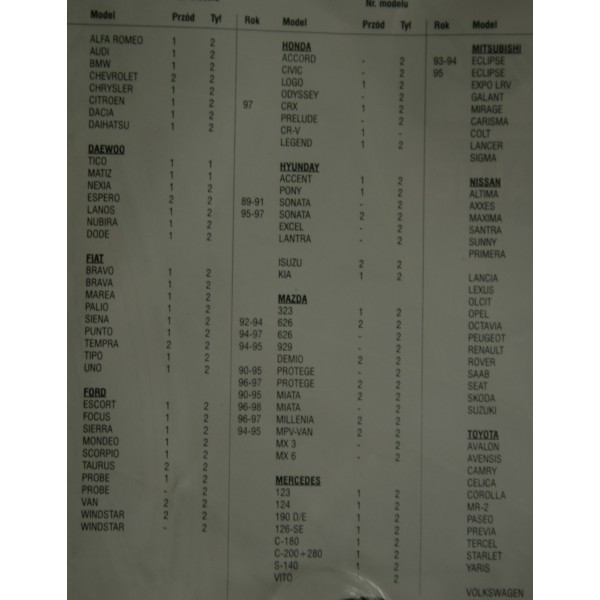 Model Przód Tył
ALFA ROMEO 1 2
AUDI 1 2
BMW 1 2
CHEVROLET 2 2
CHRYSLER 1 2
CITROEN 1 2
DACIA 1 2
DAIHATSU 1 2
DAEWOO
TICO 1 1
MATIZ 1 1
NEXIA 1 2
ESPERO 2 2
LANOS 1 2
NUBIRA 1 2
DODE 1 2
FIAT
BRAVO 1 2
BRAVA 1 2
MAREA 1 2
PALIO 1 2
SIENA 1 2
PUNTO 1 2
TEMPRA 2 2
TIPO 1 2
UNO 1 2
FORD
ESCORT 1 2
FOCUS 1 2
SIERRA 1 2
MONDEO 1 2
SCORPIO 1 2
TAURUS 2 2
PROBE 1 2
PROBE - 2
VAN 2 2
WINDSTAR 2 2
WINDSTAR - 2
Nr. modelu
Rok Model Przód Tył
HONDA
ACCORD - 2
CIVIC - 2
LOGO 1 2
ODYSSEY - 2
97 CRX 1 2
PRELUDE - 2
CR-V 1 -
LEGEND 1 2
HYUNDAY
ACCENT 1 2
PONY 1 2
89-91 SONATA - 2
95-97 SONATA 2 2
EXCEL - 2
LANTRA - 2
ISUZU 2 2
KIA 1 2
MAZDA
323 1 2
92-94 626 2 2
94-97 626 - 2
94-95 929 - 2
DEMIO 2 2
90-95 PROTEGE - 2
96-97 PROTEGE 2 2
90-95 MIATA 2 2
96-98 MIATA - 2
96-97 MILLENIA 2 2
94-95 MPV-VAN 2 2
MX 3 - 2
MX 6 - 2
MERCEDES
123 1 2
124 1 2
190 D/E 1 2
126-SE 1 2
C-180 1 2
C-200÷280 1 2
S-140 1 2
VITO 2
Rok Model
MITSUBISHI
93-94 ECLIPSE
95 ECLIPSE
EXPO LRV
GALANT
MIRAGE
CARISMA
COLT
LANCER
SIGMA
NISSAN
ALTIMA
AXXES
MAXIMA
SANTRA
SUNNY
PRIMERA
LANCIA
LEXUS
OLCIT
OPEL
OCTAVIA
PEUGEOT
RENAULT
ROVER
SAAB
SEAT
SKODA
SUZUKI
TOYOTA
AVALON
AVENSIS
CAMRY
CELICA
COROLLA
MR-2
PASEO
PREVIA
TERCEL
STARLET
YARIS
VOLKSWAGEN